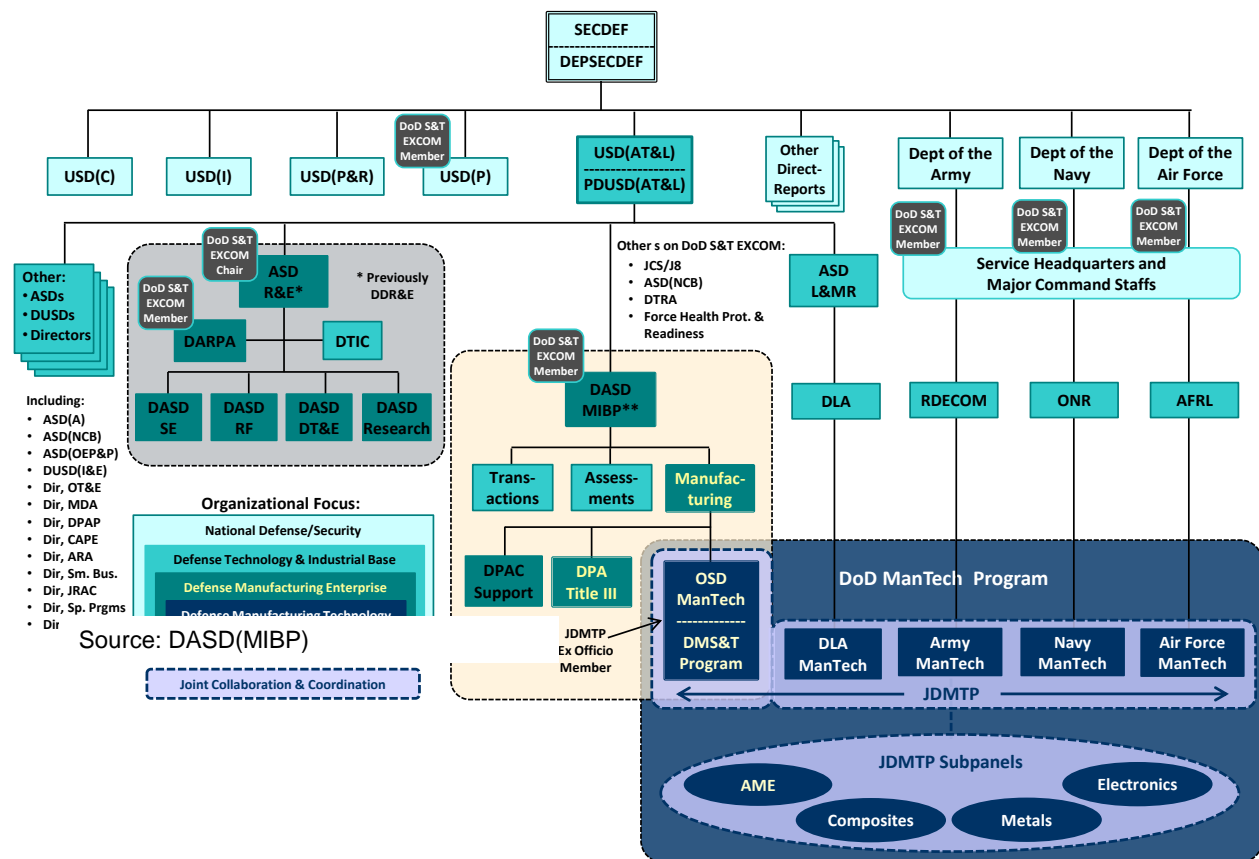 SECDEF
DEPSECDEF
DoD S&T
EXCOM
Member
USD(C)
USD(I)
USD(P&R)
USD(P)
USD(AT&L)
PDUSD(AT&L)
Other
Direct-
Reports
Dept of the
Army
Dept of the
Navy
Dept of the
Air Force
DoD S&T
EXCOM
Member
DoD S&T
EXCOM
Member
DoD S&T
EXCOM
Member
Service Headquarters and
Major Command Staffs
Other:
• ASDs
• DUSDs
• Directors
DoD S&T
EXCOM
Chair
ASD
R&E*
* Previously
DDR&E
DoD S&T
EXCOM
Member
DARPA
DTIC
DASD
SE
DASD
RF
DASD
DT&E
DASD
Research
Other s on DoD S&T EXCOM:
• JCS/J8
• ASD(NCB)
• DTRA
• Force Health Prot. &
Readiness
ASD
L&MR
DoD S&T
EXCOM
Member
DASD
MIBP**
DLA
RDECOM
ONR
AFRL
Including:
• ASD(A)
• ASD(NCB)
• ASD(OEP&P)
• DUSD(I&E)
• Dir, OT&E
• Dir, MDA
• Dir, DPAP
• Dir, CAPE
• Dir, ARA
• Dir, Sm. Bus.
• Dir, JRAC
• Dir, Sp. Prgms
• Dir
Trans-
actions
Assess-
ments
Manufac-
turing
Organizational Focus:
National Defense/Security
Defense Technology & Industrial Base
Defense Manufacturing Enterprise
Defense Manufacturing Technology
Source: DASD(MIBP)
Joint Collaboration & Coordination
DPAC
Support
DPA
Title III
OSD
ManTech
DMS&T
Program
JDMTP
Ex Officio
Member
DoD ManTech Program
DLA
ManTech
Army
ManTech
Navy
ManTech
Air Force
ManTech
JDMTP
JDMTP Subpanels
AME
Composites
Metals
Electronics